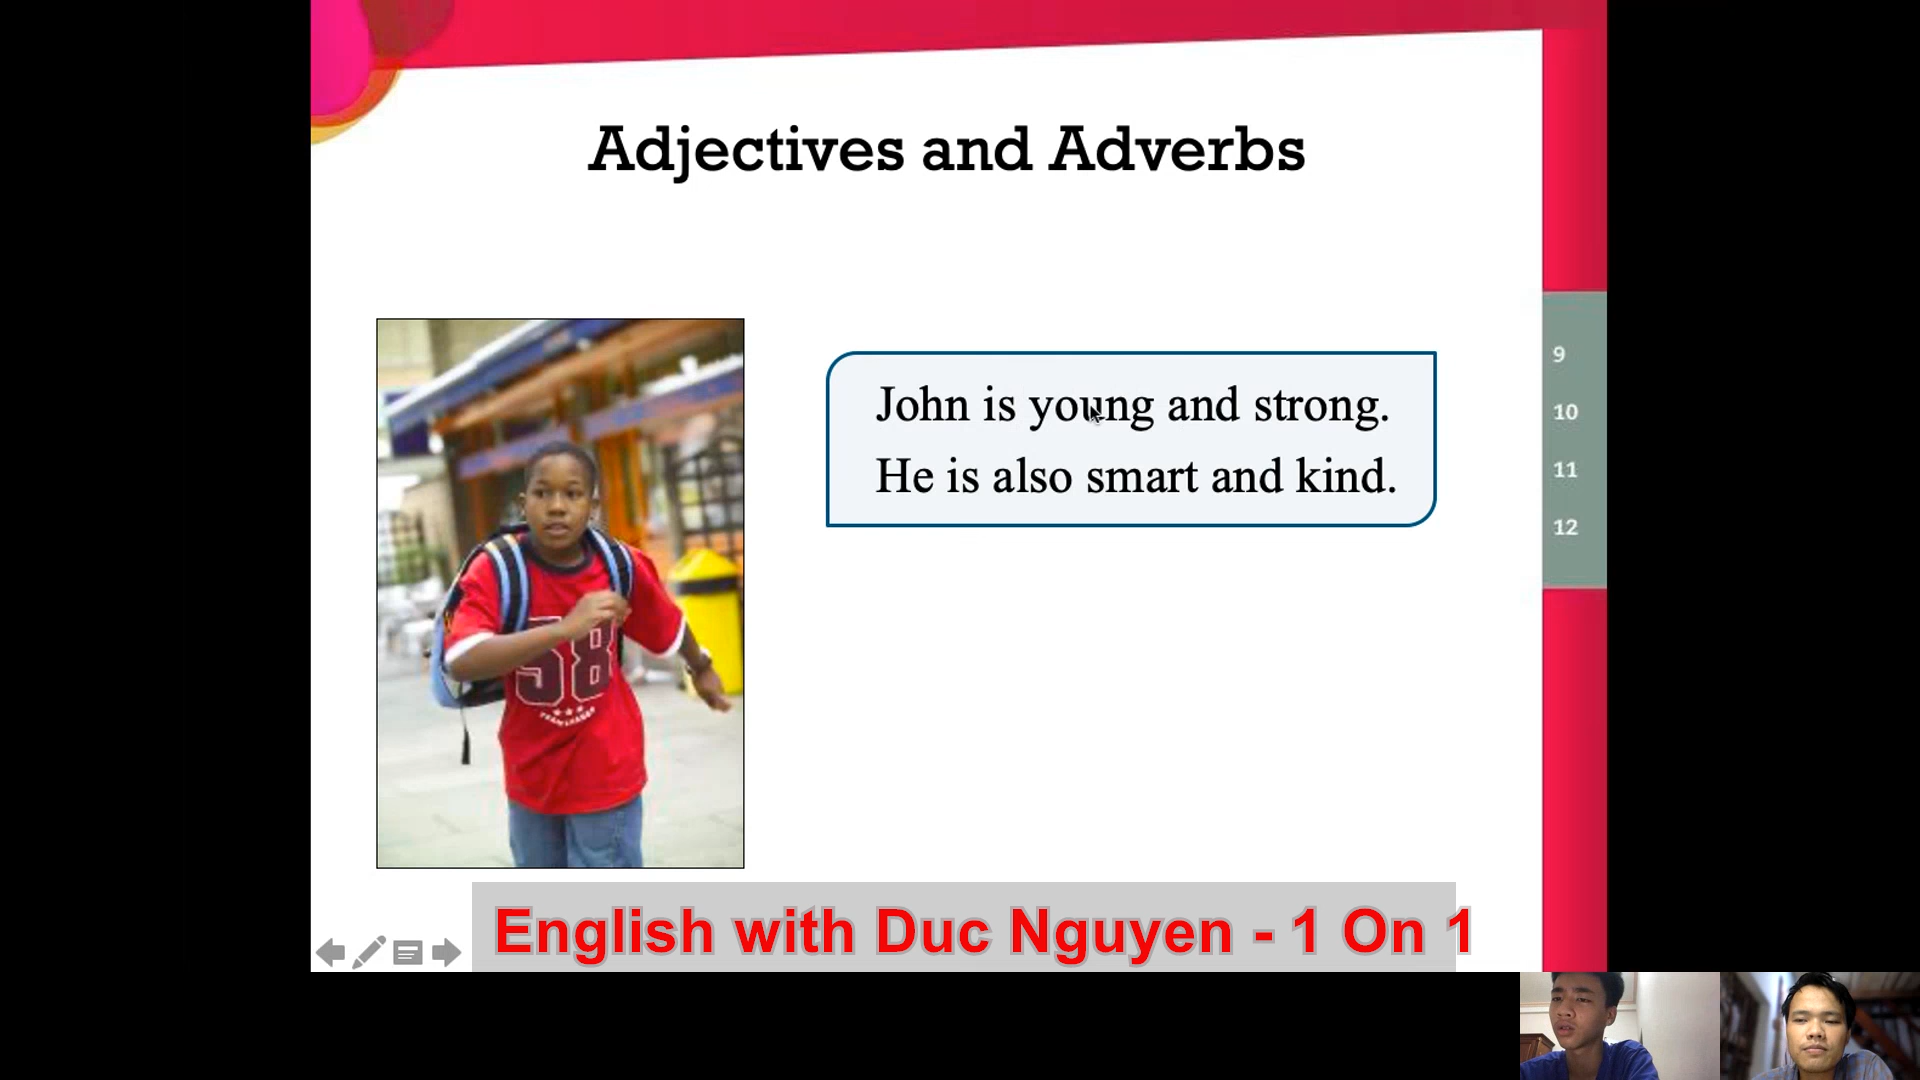 Adjectives and Adverbs
John is young and strong.
He is also smart and kind.
9
10
11
12
58
English with Duc Nguyen - 1 On 1